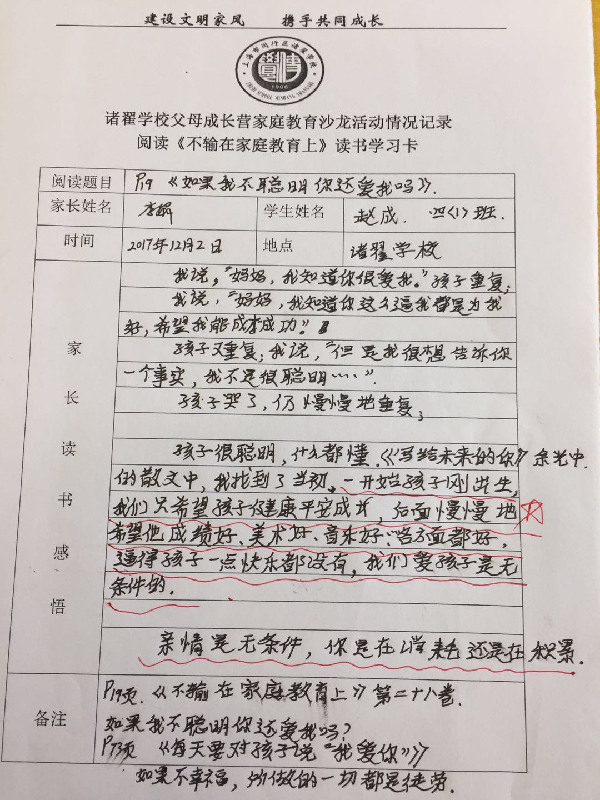 建设文明家风 携手共同成长
上海市闵行区诸翟学校
1906
诸翟学校父母成长营家庭教育沙龙活动情况记录
阅读《不输在家庭教育上》读书学习卡
阅读题目 P19《如果我不聪明你还爱我吗》.
家长姓名 李 学生姓名 赵成. 四<1>班.
时间 2017年12月2日 地点 诸翟学校
家长读书感悟
我说,“妈妈,我知道你很爱我。”孩子重复;
我说,“妈妈,我知道你这么逼我都是为我
好,希望我能成才成功”。
孩子又重复;我说,“但是我很想告诉你
一个事实,我不是很聪明……”.
孩子哭了,仍慢慢地重复;
孩子很聪明,什么都懂.《写给未来的你》余光中.
的散文中,我找到了当初,一开始孩子刚出生,
我们只希望孩子健康平安成长,后面慢慢地
希望他成绩好、美术好、音乐好;各方面都好,
逼得孩子一点快乐都没有,我们爱孩子是无
条件的.
亲情是无条件,你是在消耗还是在积累.
备注
P19页.《不输在家庭教育上》第二十八卷.
如果我不聪明你还爱我吗?
P73页《每天要对孩子说“我爱你”》
如果不幸福,所做的一切都是徒劳.